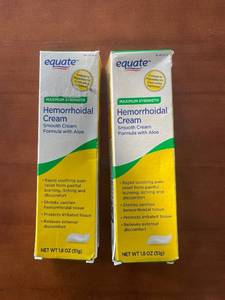 equate™
MAXIMUM STRENGTH
Hemorrhoidal
Cream
Smooth Cream
Formula with Aloe
• Rapid soothing pain
relief from painful
burning, itching and
discomfort
• Shrinks swollen
hemorrhoidal tissue
• Protects irritated tissue
• Relieves external
discomfort
NET WT 1.8 OZ (51g)
equate™
MAXIMUM STRENGTH
Hemorrhoidal
Cream
Smooth Cream
Formula with Aloe
• Rapid soothing pain
relief from painful
burning, itching and
discomfort
• Shrinks swollen
hemorrhoidal tissue
• Protects irritated tissue
• Relieves external
discomfort
NET WT 1.8 OZ (51g)